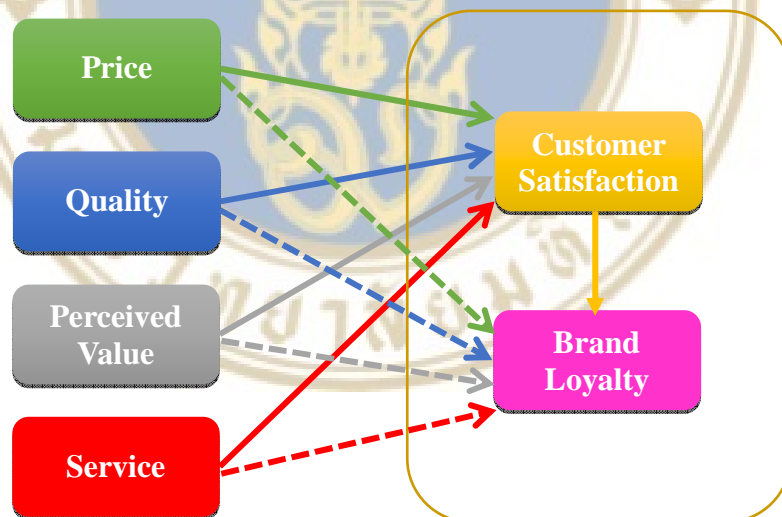 Price
Quality
Perceived
Value
Service
Customer
Satisfaction
Brand
Loyalty